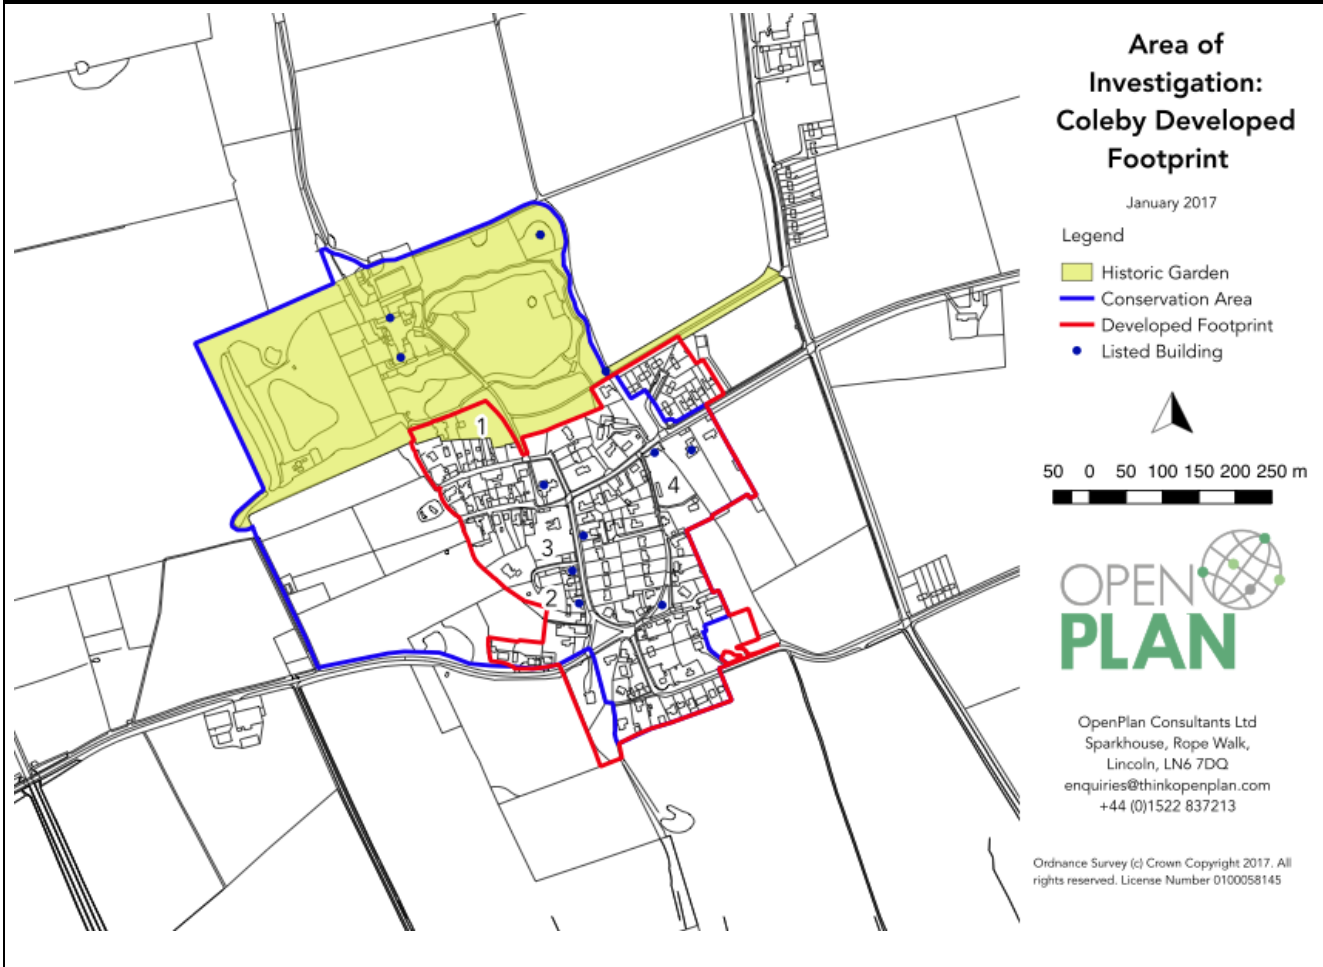 Area of
Investigation:
Coleby Developed
Footprint
January 2017
Legend
Historic Garden
Conservation Area
Developed Footprint
Listed Building
50 0 50 100 150 200 250 m
OPEN
PLAN
OpenPlan Consultants Ltd
Sparkhouse, Rope Walk,
Lincoln, LN6 7DQ
enquiries@thinkopenplan.com
+44 (0)1522 837213
Ordnance Survey (c) Crown Copyright 2017. All
rights reserved. License Number 0100058145
1
4
3
2